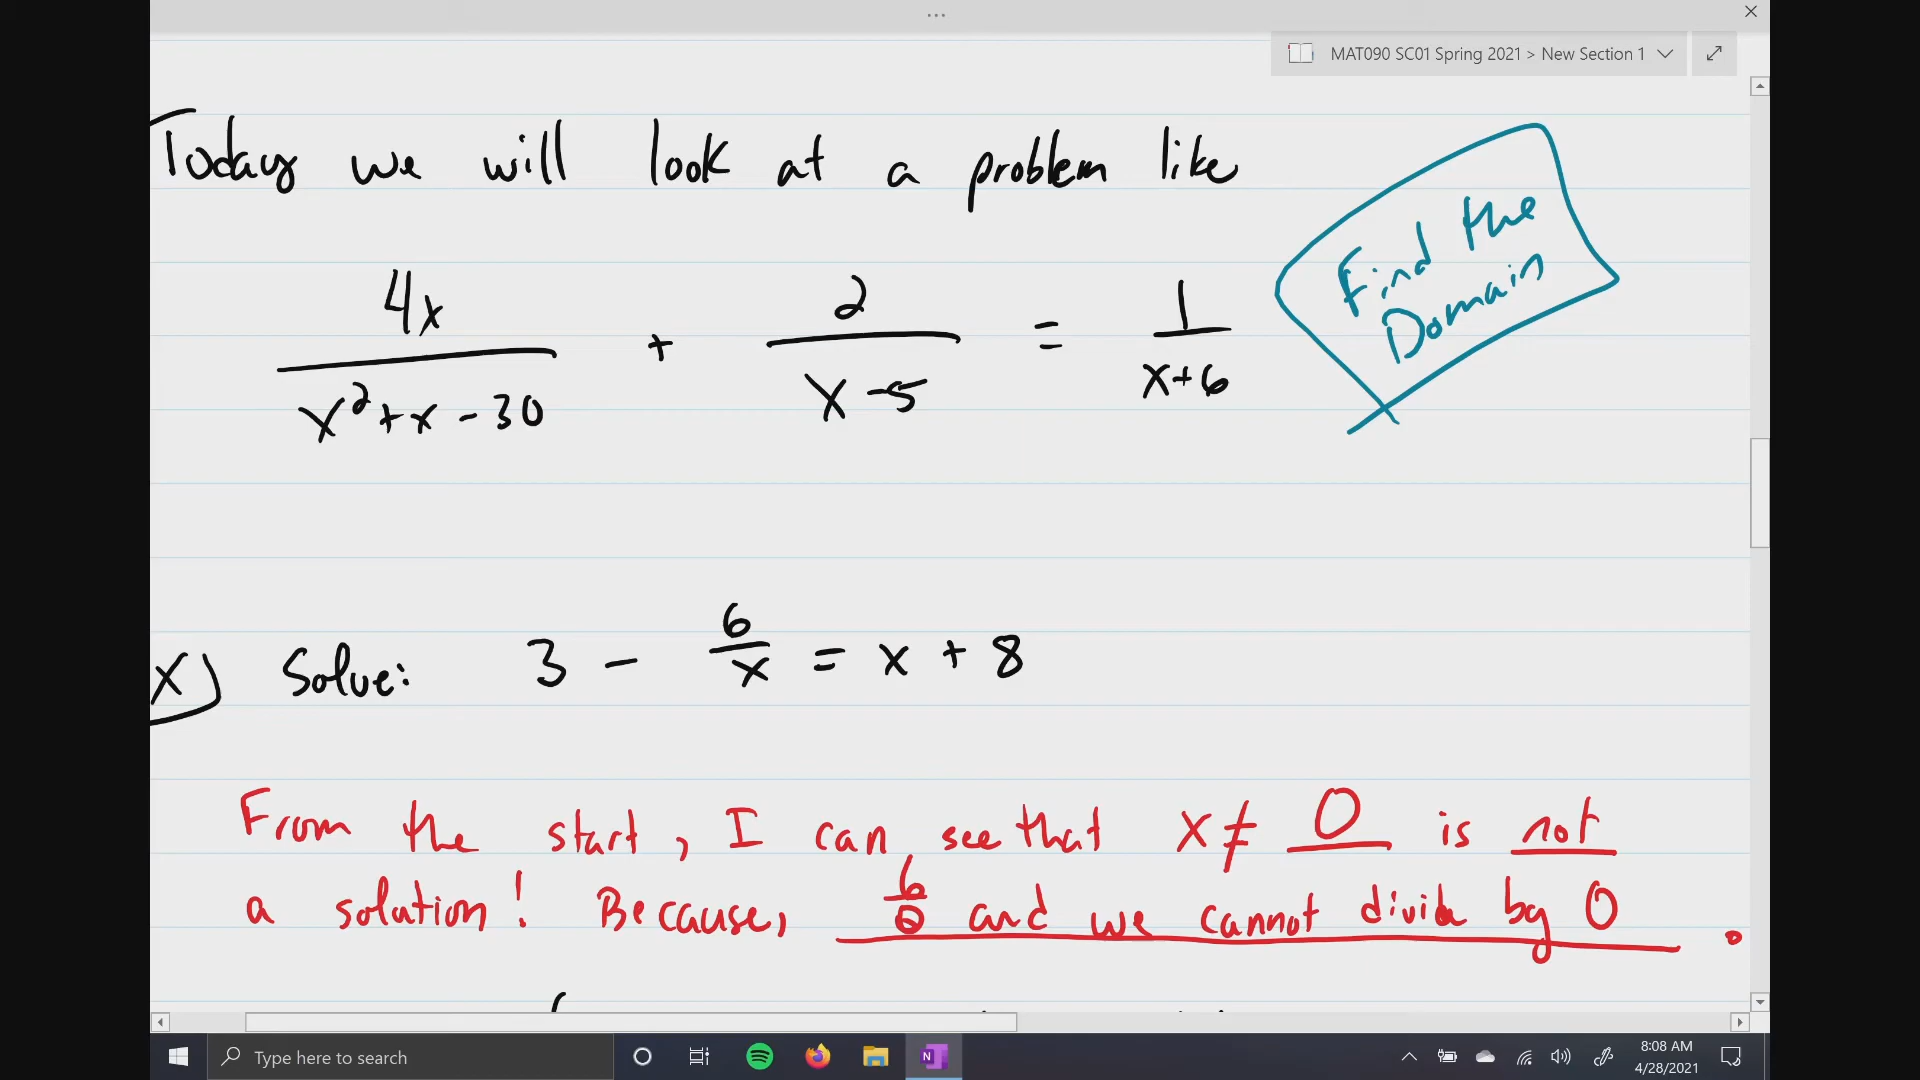 MAT090 SC01 Spring 2021 > New Section 1
Today we will look at a problem like
Find the
Domain
4x/(x²+x-30) + 2/(x-5) = 1/(x+6)
X) Solve: 3 - 6/x = x + 8
From the start, I can see that x ≠ 0 is not
a solution! Because, 6/0 and we cannot divide by 0.
Type here to search
8:08 AM
4/28/2021